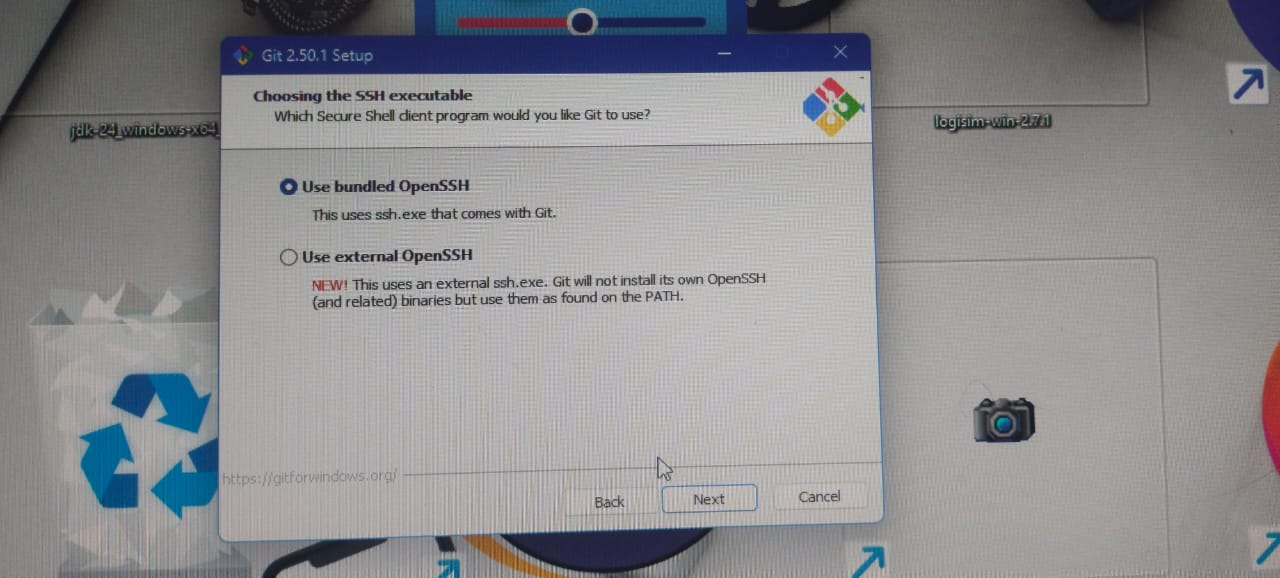 Git 2.50.1 Setup
Choosing the SSH executable
Which Secure Shell client program would you like Git to use?
jdk-24_windows-x64_
logisim-win-2.7.1
Use bundled OpenSSH
This uses ssh.exe that comes with Git.
Use external OpenSSH
NEW! This uses an external ssh.exe. Git will not install its own OpenSSH
(and related) binaries but use them as found on the PATH.
https://gitforwindows.org/
Back
Next
Cancel